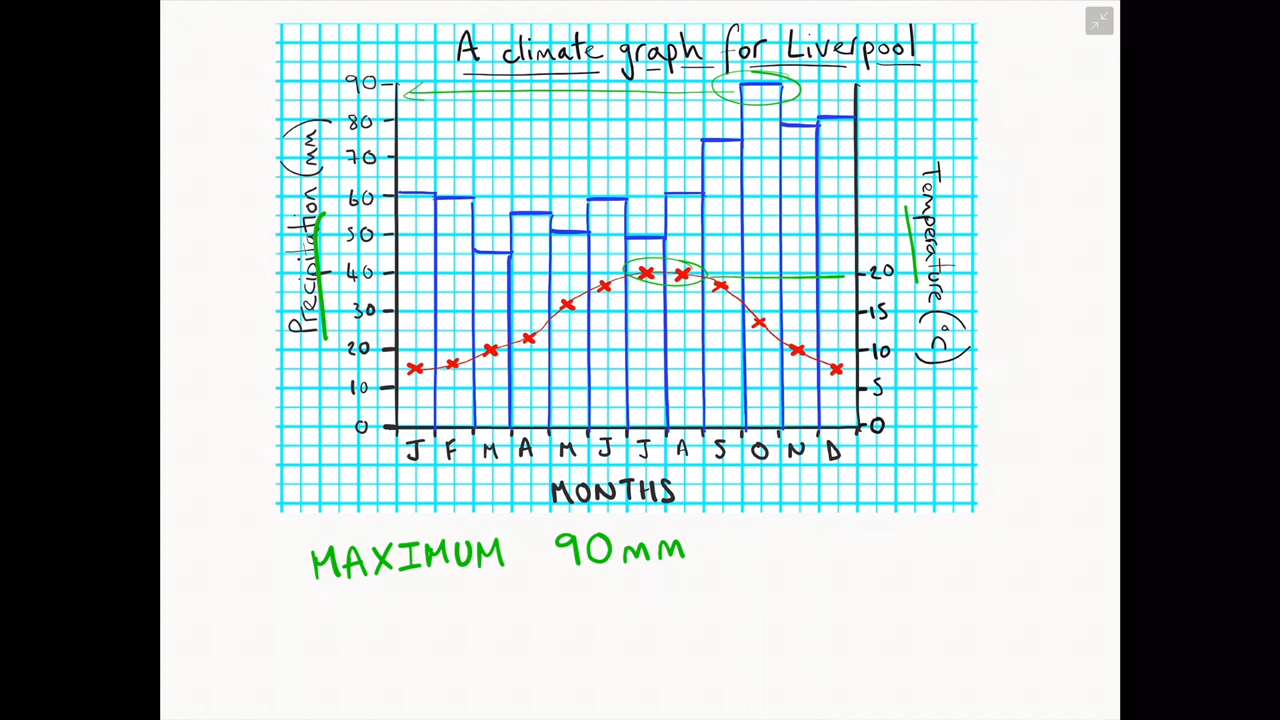 A climate graph for Liverpool
Precipitation (mm)
90
80
70
60
50
40
30
20
10
0
Temperature (°C)
20
15
10
5
0
J F M A M J J A S O N D
MONTHS
MAXIMUM 90mm